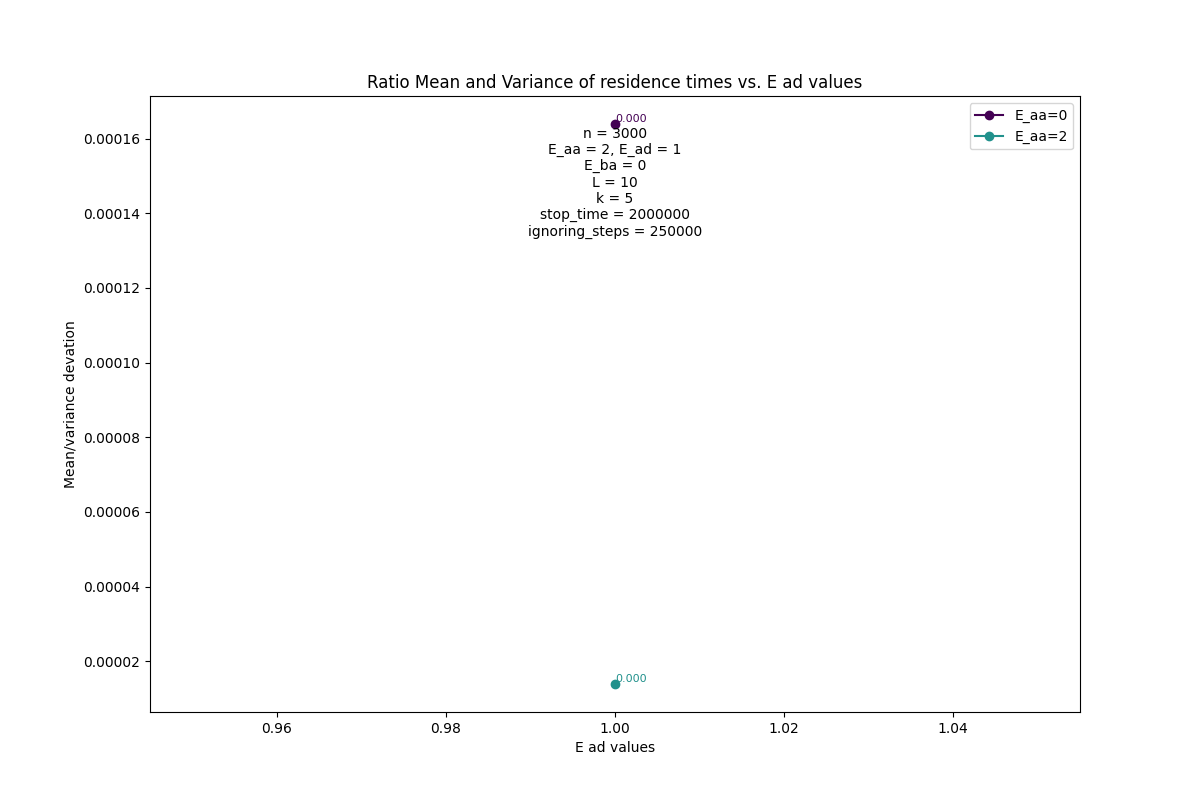 Ratio Mean and Variance of residence times vs. E ad values
E_aa=0
E_aa=2
0.000
n = 3000
E_aa = 2, E_ad = 1
E_ba = 0
L = 10
k = 5
stop_time = 2000000
ignoring_steps = 250000
0.00016
0.00014
0.00012
0.00010
0.00008
0.00006
0.00004
0.00002
Mean/variance devation
0.000
0.96
0.98
1.00
1.02
1.04
E ad values